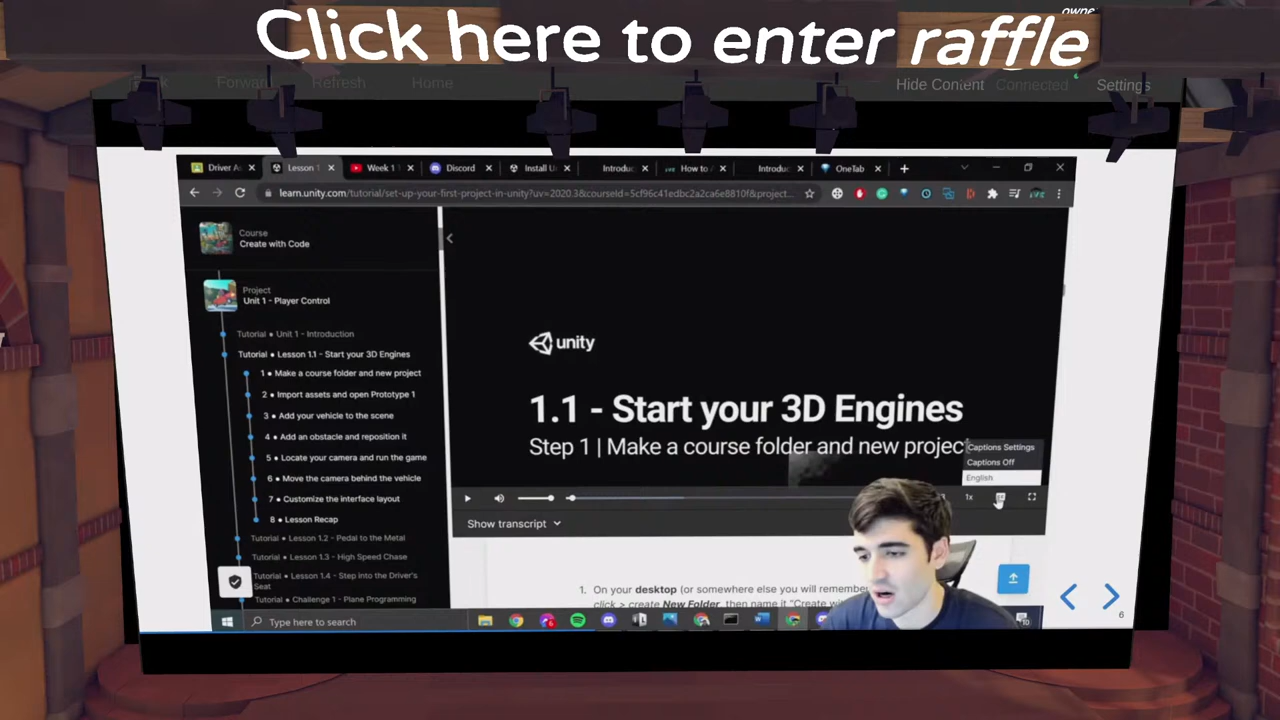 owne
Click here to enter raffle
Forward
Refresh
Home
Hide Content
Connected
Settings
Driver A
Lesson 1
Week 1
Discord
Install U
Introduc
How to
Introduc
OneTab
learn.unity.com/tutorial/set-up-your-first-project-in-unity?uv=2020.3&courseId=5cf96c41edbc2a2ca6e8810f&project...
Course
Create with Code
Project
Unit 1 - Player Control
Tutorial ● Unit 1 - Introduction
Tutorial ● Lesson 1.1 - Start your 3D Engines
1 ● Make a course folder and new project
2 ● Import assets and open Prototype 1
3 ● Add your vehicle to the scene
4 ● Add an obstacle and reposition it
5 ● Locate your camera and run the game
6 ● Move the camera behind the vehicle
7 ● Customize the interface layout
8 ● Lesson Recap
Tutorial ● Lesson 1.2 - Pedal to the Metal
Tutorial ● Lesson 1.3 - High Speed Chase
Tutorial ● Lesson 1.4 - Step into the Driver's
Seat
Tutorial ● Challenge 1 - Plane Programming
unity
1.1 - Start your 3D Engines
Step 1 | Make a course folder and new projec
Captions Settings
Captions Off
English
1x
Show transcript
1. On your desktop (or somewhere else you will remember
click > create New Folder, then name it "Create wi
Type here to search
6